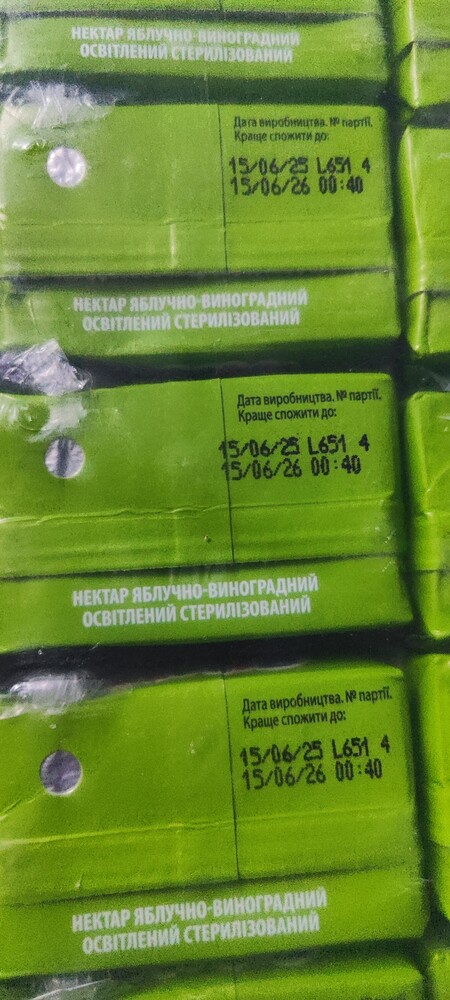 НЕКТАР ЯБЛУЧНО-ВИНОГРАДНИЙ
ОСВІТЛЕНИЙ СТЕРИЛІЗОВАНИЙ
Дата виробництва. № партії.
Краще спожити до:
15/06/25 L651 4
15/06/26 00:40
НЕКТАР ЯБЛУЧНО-ВИНОГРАДНИЙ
ОСВІТЛЕНИЙ СТЕРИЛІЗОВАНИЙ
Дата виробництва. № партії.
Краще спожити до:
15/06/25 L651 4
15/06/26 00:40
НЕКТАР ЯБЛУЧНО-ВИНОГРАДНИЙ
ОСВІТЛЕНИЙ СТЕРИЛІЗОВАНИЙ
Дата виробництва. № партії.
Краще спожити до:
15/06/25 L651 4
15/06/26 00:40
НЕКТАР ЯБЛУЧНО-ВИНОГРАДНИЙ
ОСВІТЛЕНИЙ СТЕРИЛІЗОВАНИЙ